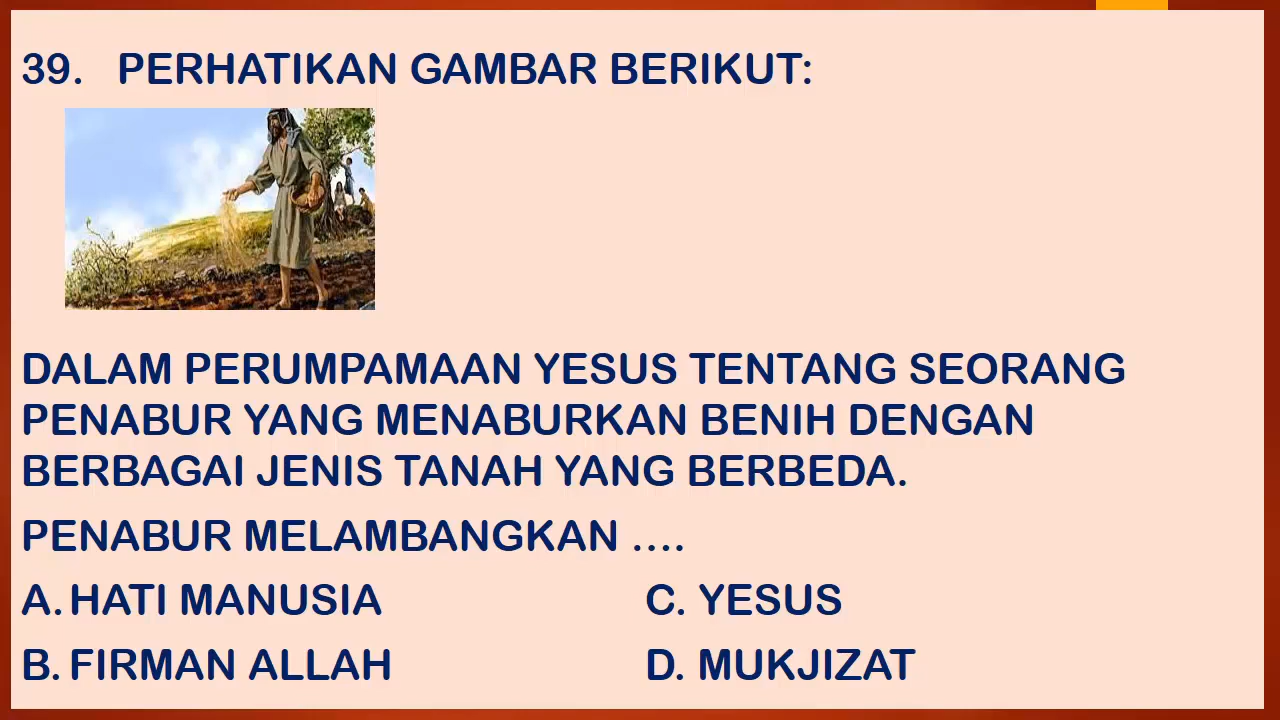 39. PERHATIKAN GAMBAR BERIKUT:
DALAM PERUMPAMAAN YESUS TENTANG SEORANG
PENABUR YANG MENABURKAN BENIH DENGAN
BERBAGAI JENIS TANAH YANG BERBEDA.
PENABUR MELAMBANGKAN ....
A. HATI MANUSIA C. YESUS
B. FIRMAN ALLAH D. MUKJIZAT